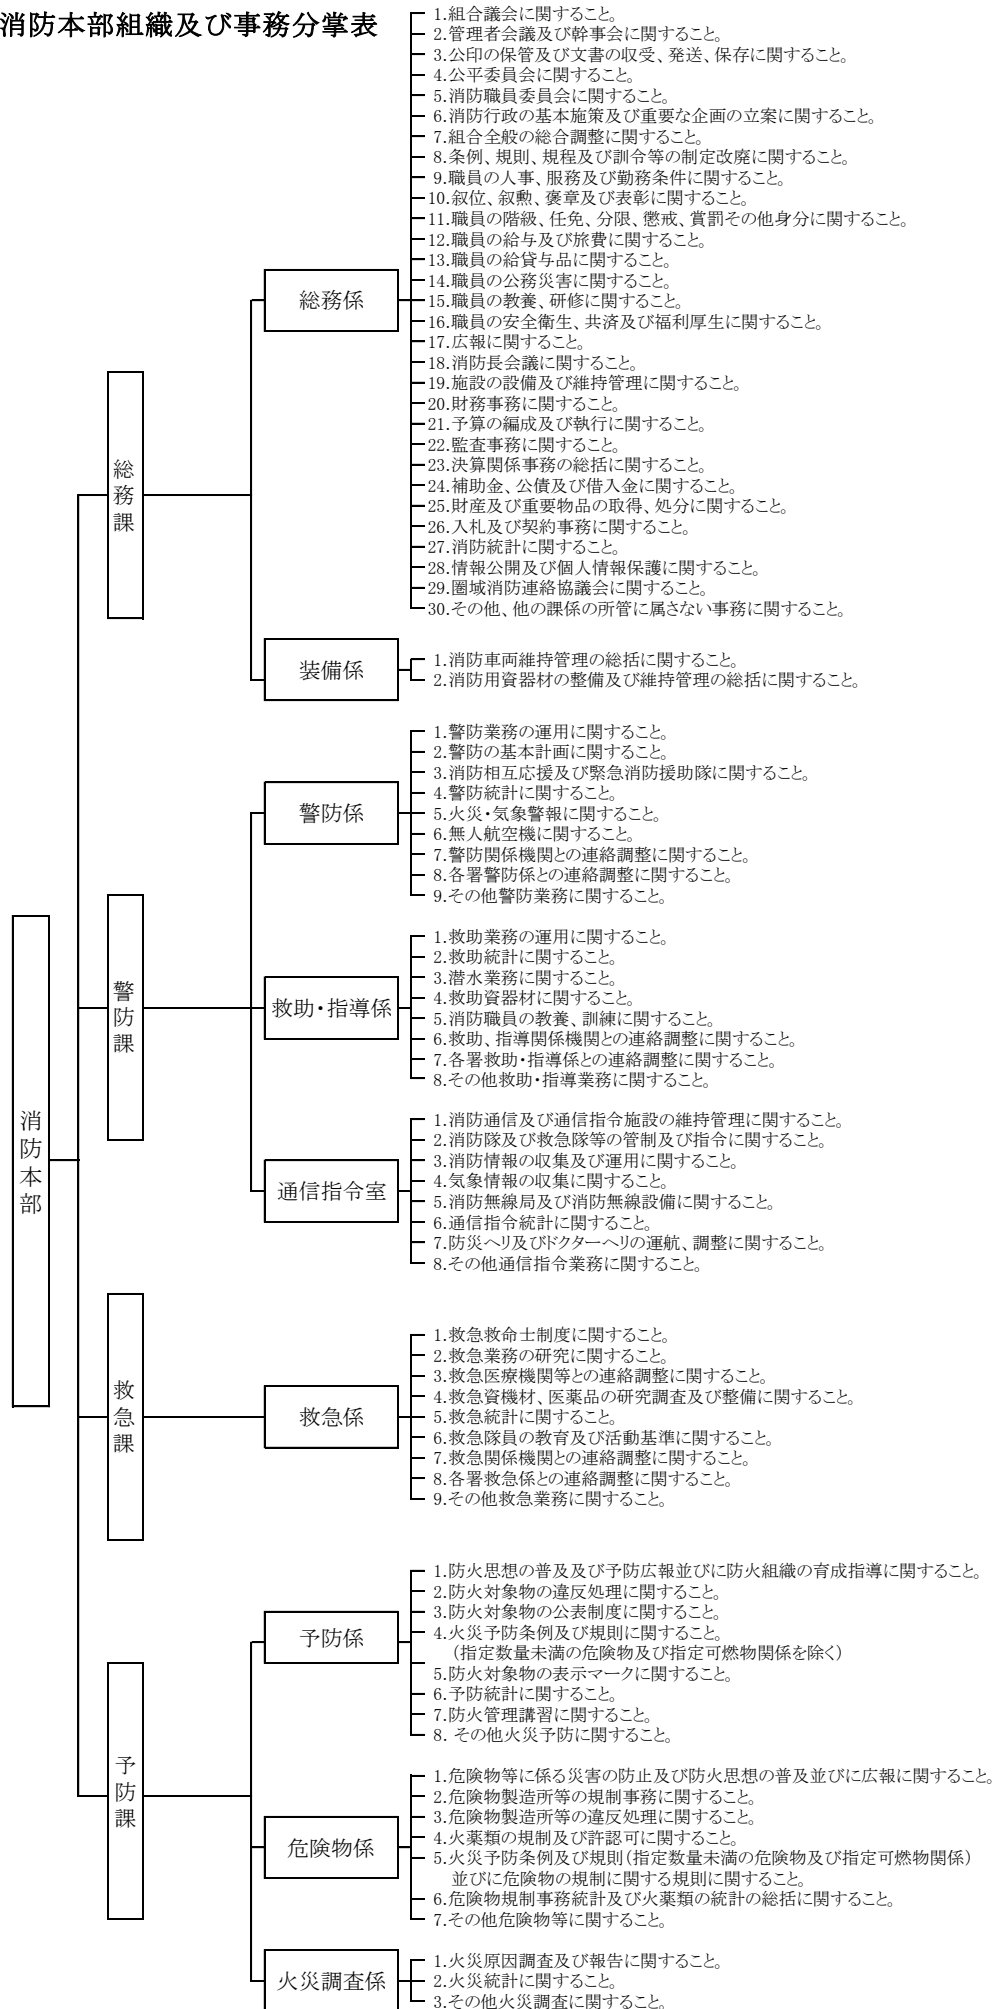 消防本部組織及び事務分掌表
消防本部
総務課
総務係
1.組合議会に関すること。
2.管理者会議及び幹事会に関すること。
3.公印の保管及び文書の収受、発送、保存に関すること。
4.公平委員会に関すること。
5.消防職員委員会に関すること。
6.消防行政の基本施策及び重要な企画の立案に関すること。
7.組合全般の総合調整に関すること。
8.条例、規則、規程及び訓令等の制定改廃に関すること。
9.職員の人事、服務及び勤務条件に関すること。
10.叙位、叙勲、褒章及び表彰に関すること。
11.職員の階級、任免、分限、懲戒、賞罰その他身分に関すること。
12.職員の給与及び旅費に関すること。
13.職員の給貸与品に関すること。
14.職員の公務災害に関すること。
15.職員の教養、研修に関すること。
16.職員の安全衛生、共済及び福利厚生に関すること。
17.広報に関すること。
18.消防長会議に関すること。
19.施設の設備及び維持管理に関すること。
20.財務事務に関すること。
21.予算の編成及び執行に関すること。
22.監査事務に関すること。
23.決算関係事務の総括に関すること。
24.補助金、公債及び借入金に関すること。
25.財産及び重要物品の取得、処分に関すること。
26.入札及び契約事務に関すること。
27.消防統計に関すること。
28.情報公開及び個人情報保護に関すること。
29.圏域消防連絡協議会に関すること。
30.その他、他の課係の所管に属さない事務に関すること。
装備係
1.消防車両維持管理の総括に関すること。
2.消防用資器材の整備及び維持管理の総括に関すること。
警防課
警防係
1.警防業務の運用に関すること。
2.警防の基本計画に関すること。
3.消防相互応援及び緊急消防援助隊に関すること。
4.警防統計に関すること。
5.火災・気象警報に関すること。
6.無人航空機に関すること。
7.警防関係機関との連絡調整に関すること。
8.各署警防係との連絡調整に関すること。
9.その他警防業務に関すること。
救助・指導係
1.救助業務の運用に関すること。
2.救助統計に関すること。
3.潜水業務に関すること。
4.救助資器材に関すること。
5.消防職員の教養、訓練に関すること。
6.救助、指導関係機関との連絡調整に関すること。
7.各署救助・指導係との連絡調整に関すること。
8.その他救助・指導業務に関すること。
通信指令室
1.消防通信及び通信指令施設の維持管理に関すること。
2.消防隊及び救急隊等の管制及び指令に関すること。
3.消防情報の収集及び運用に関すること。
4.気象情報の収集に関すること。
5.消防無線局及び消防無線設備に関すること。
6.通信指令統計に関すること。
7.防災ヘリ及びドクターヘリの運航、調整に関すること。
8.その他通信指令業務に関すること。
救急課
救急係
1.救急救命士制度に関すること。
2.救急業務の研究に関すること。
3.救急医療機関等との連絡調整に関すること。
4.救急資機材、医薬品の研究調査及び整備に関すること。
5.救急統計に関すること。
6.救急隊員の教育及び活動基準に関すること。
7.救急関係機関との連絡調整に関すること。
8.各署救急係との連絡調整に関すること。
9.その他救急業務に関すること。
予防課
予防係
1.防火思想の普及及び予防広報並びに防火組織の育成指導に関すること。
2.防火対象物の違反処理に関すること。
3.防火対象物の公表制度に関すること。
4.火災予防条例及び規則に関すること。
（指定数量未満の危険物及び指定可燃物関係を除く）
5.防火対象物の表示マークに関すること。
6.予防統計に関すること。
7.防火管理講習に関すること。
8. その他火災予防に関すること。
危険物係
1.危険物等に係る災害の防止及び防火思想の普及並びに広報に関すること。
2.危険物製造所等の規制事務に関すること。
3.危険物製造所等の違反処理に関すること。
4.火薬類の規制及び許認可に関すること。
5.火災予防条例及び規則（指定数量未満の危険物及び指定可燃物関係）
並びに危険物の規制に関する規則に関すること。
6.危険物規制事務統計及び火薬類の統計の総括に関すること。
7.その他危険物等に関すること。
火災調査係
1.火災原因調査及び報告に関すること。
2.火災統計に関すること。
3.その他火災調査に関すること。